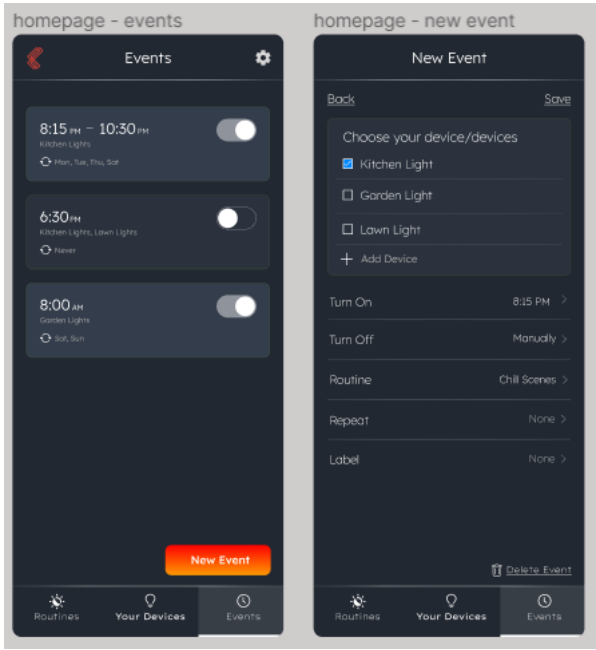 homepage - events
Events
8:15 PM – 10:30 PM
Kitchen Lights
Mon, Tue, Thu, Sat
6:30 PM
Kitchen Lights, Lawn Lights
Never
8:00 AM
Garden Lights
Sat, Sun
New Event
Routines
Your Devices
Events
homepage - new event
New Event
Back
Save
Choose your device/devices
Kitchen Light
Garden Light
Lawn Light
Add Device
Turn On
8:15 PM >
Turn Off
Manually >
Routine
Chill Scenes >
Repeat
None >
Label
None >
Delete Event
Routines
Your Devices
Events